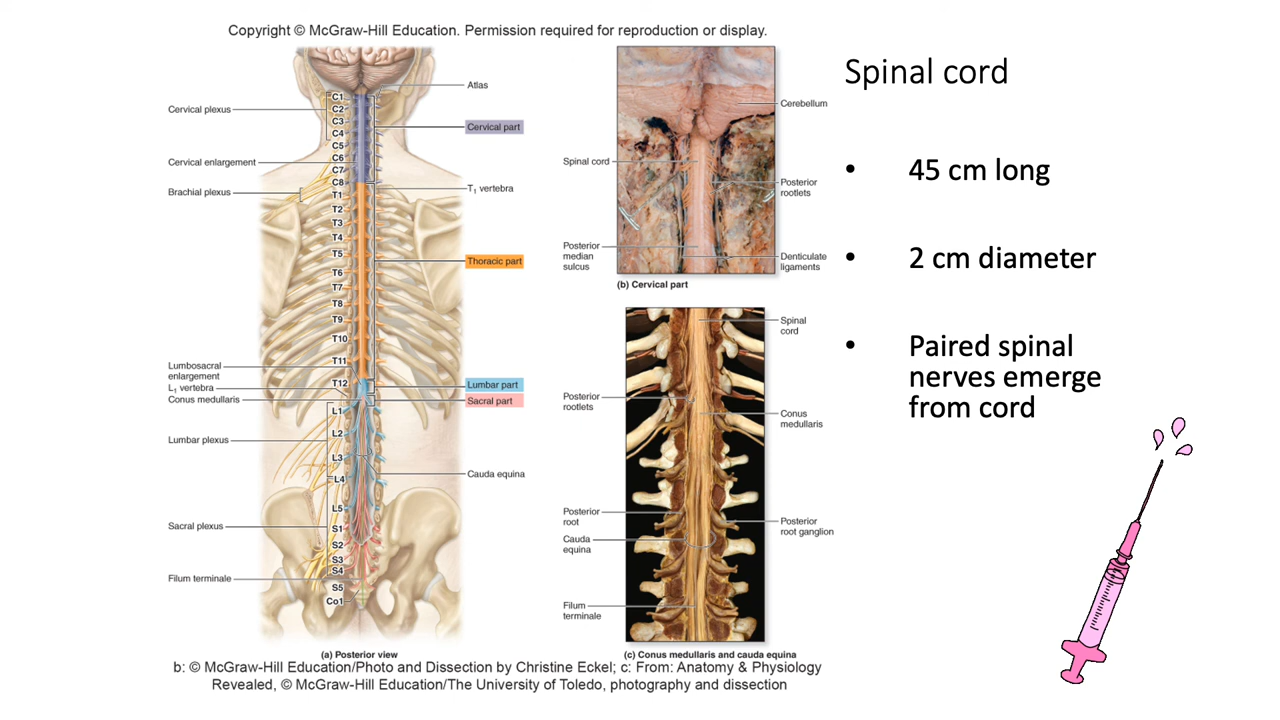 Copyright © McGraw-Hill Education. Permission required for reproduction or display.
Spinal cord
• 45 cm long
• 2 cm diameter
• Paired spinal
nerves emerge
from cord
Cervical plexus
Cervical enlargement
Brachial plexus
Lumbosacral
enlargement
L1 vertebra
Conus medullaris
Lumbar plexus
Sacral plexus
Filum terminale
C1
C2
C3
C4
C5
C6
C7
C8
T1
T2
T3
T4
T5
T6
T7
T8
T9
T10
T11
T12
L1
L2
L3
L4
L5
S1
S2
S3
S4
S5
Co1
Atlas
Cervical part
T1 vertebra
Thoracic part
Lumbar part
Sacral part
Cauda equina
(a) Posterior view
Spinal cord
Posterior
median
sulcus
Cerebellum
Posterior
rootlets
Denticulate
ligaments
(b) Cervical part
Posterior
rootlets
Posterior
root
Cauda
equina
Filum
terminale
Spinal
cord
Conus
medullaris
Posterior
root ganglion
(c) Conus medullaris and cauda equina
b: © McGraw-Hill Education/Photo and Dissection by Christine Eckel; c: From: Anatomy & Physiology
Revealed, © McGraw-Hill Education/The University of Toledo, photography and dissection